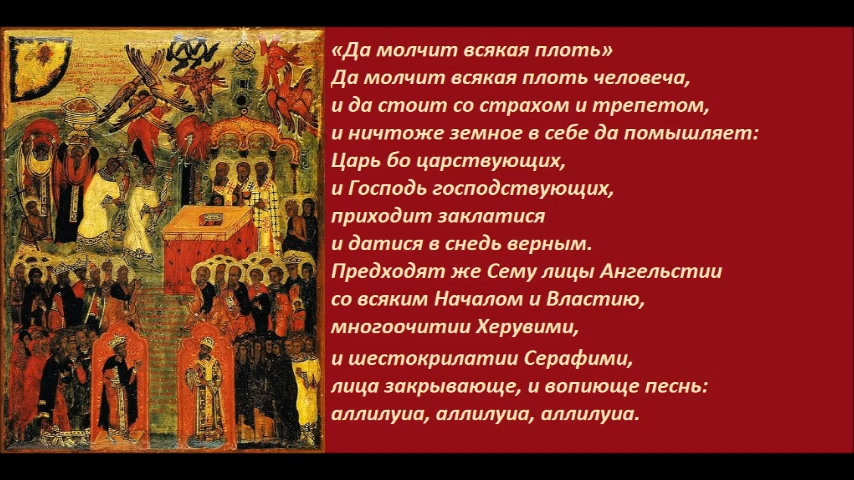 «Да молчит всякая плоть»
Да молчит всякая плоть человеча,
и да стоит со страхом и трепетом,
и ничтоже земное в себе да помышляет:
Царь бо царствующих,
и Господь господствующих,
приходит заклатися
и датися в снедь верным.
Предходят же Сему лицы Ангельстии
со всяким Началом и Властию,
многоочитии Херувими,
и шестокрилатии Серафими,
лица закрывающе, и вопиюще песнь:
аллилуиа, аллилуиа, аллилуиа.